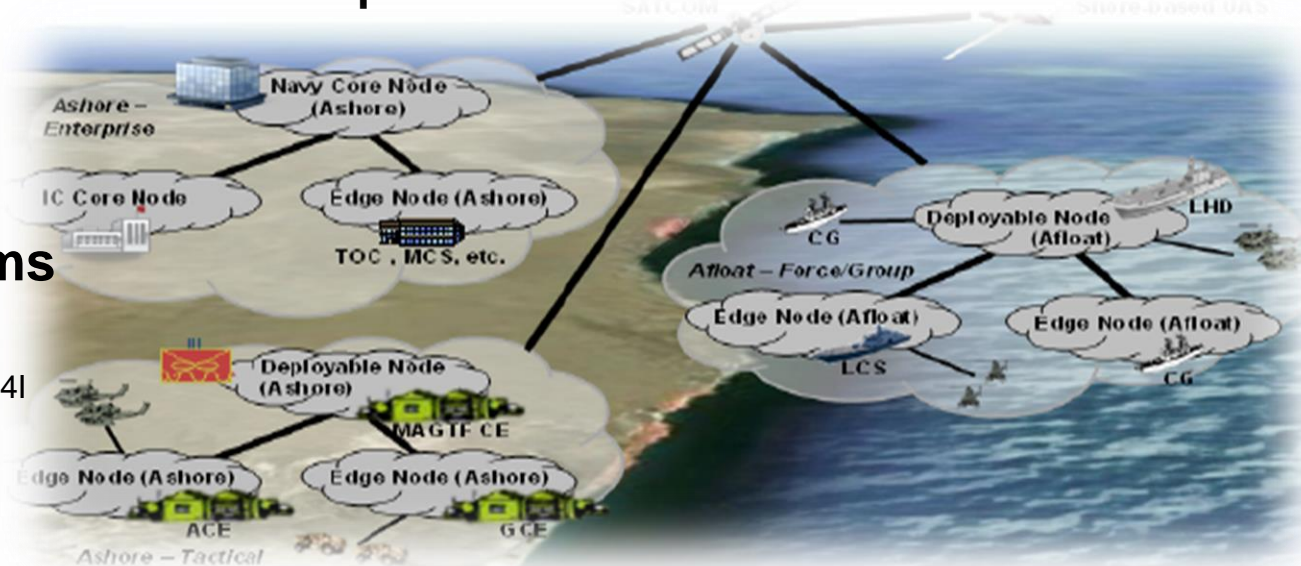 SATCOM
Shore-based UAS
Navy Core Node
(Ashore)
Ashore –
Enterprise
IC Core Node
Edge Node (Ashore)
TOC , MCS, etc.
Deployable Node
(Afloat)
LHD
CG
Afloat – Force/Group
Edge Node (Afloat)
LCS
Edge Node (Afloat)
CG
ms
4I
III
Deployable Node
(Ashore)
MAGTF CE
Edge Node (Ashore)
ACE
Edge Node (Ashore)
GCE
Ashore – Tactical